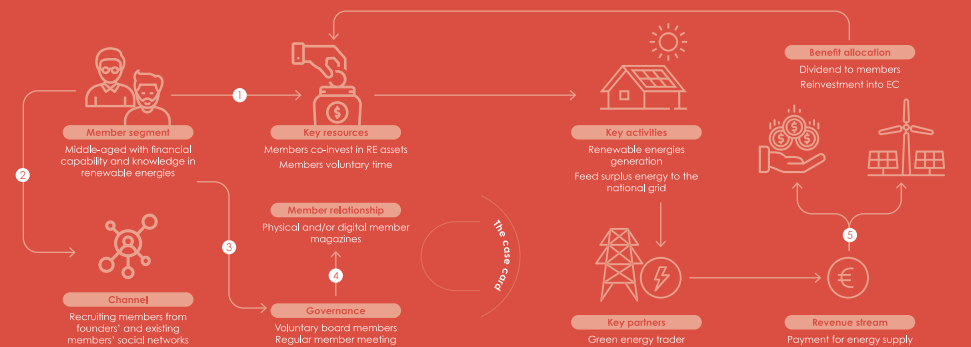 Member segment
Middle-aged with financial
capability and knowledge in
renewable energies
1
Key resources
Members co-invest in RE assets
Members voluntary time
Key activities
Renewable energies
generation
Feed surplus energy to the
national grid
Benefit allocation
Dividend to members
Reinvestment into EC
2
Channel
Recruiting members from
founders' and existing
members' social networks
3
Member relationship
Physical and/or digital member
magazines
4
Governance
Voluntary board members
Regular member meeting
The case card
Key partners
Green energy trader
5
€
Revenue stream
Payment for energy supply